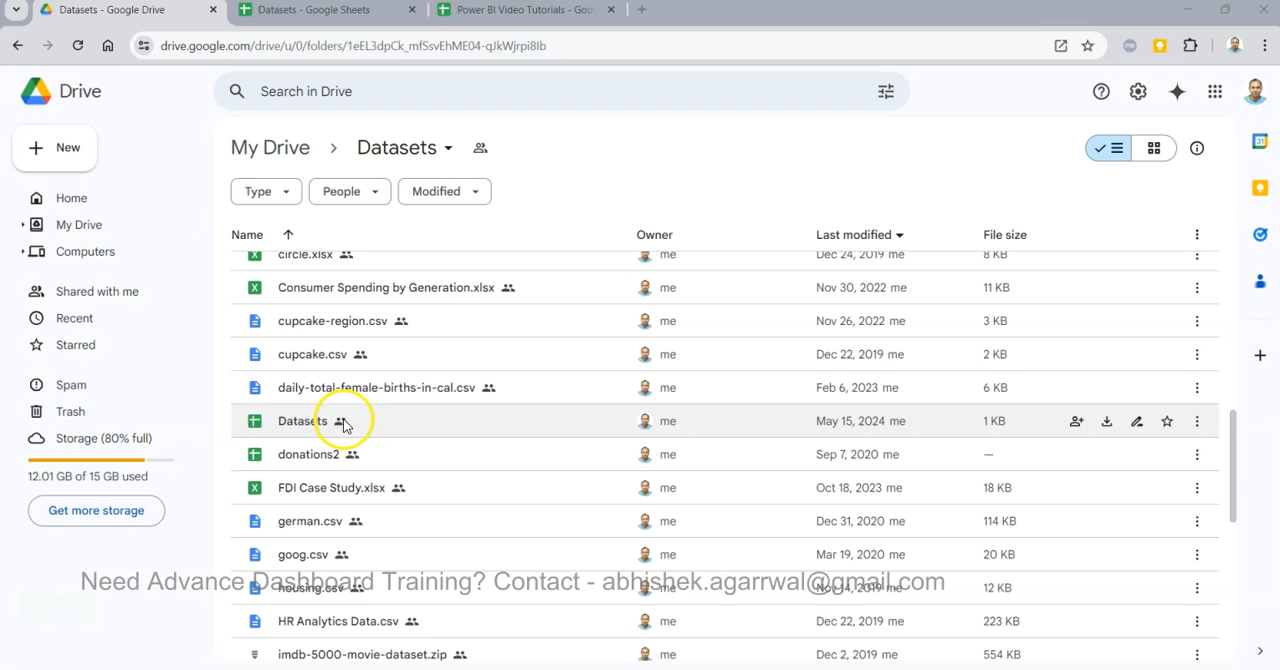 Datasets - Google Drive
Datasets - Google Sheets
Power BI Video Tutorials - Goo
drive.google.com/drive/u/0/folders/1eEL3dpCk_mfSsvEhME04-qJkWjrpi8Ib
Drive
Search in Drive
New
My Drive > Datasets
Type People Modified
Home
My Drive
Computers
Shared with me
Recent
Starred
Spam
Trash
Storage (80% full)
12.01 GB of 15 GB used
Get more storage
Name Owner Last modified File size
circle.xlsx me Dec 24, 2019 me 8 KB
Consumer Spending by Generation.xlsx me Nov 30, 2022 me 11 KB
cupcake-region.csv me Nov 26, 2022 me 3 KB
cupcake.csv me Dec 22, 2019 me 2 KB
daily-total-female-births-in-cal.csv me Feb 6, 2023 me 6 KB
Datasets me May 15, 2024 me 1 KB
donations2 me Sep 7, 2020 me —
FDI Case Study.xlsx me Oct 18, 2023 me 18 KB
german.csv me Dec 31, 2020 me 114 KB
goog.csv me Mar 19, 2020 me 20 KB
Need Advance Dashboard Training? Contact - abhishek.agarrwal@gmail.com
housing.csv me Nov 14, 2019 me 12 KB
HR Analytics Data.csv me Dec 22, 2019 me 223 KB
imdb-5000-movie-dataset.zip me Dec 2, 2019 me 554 KB